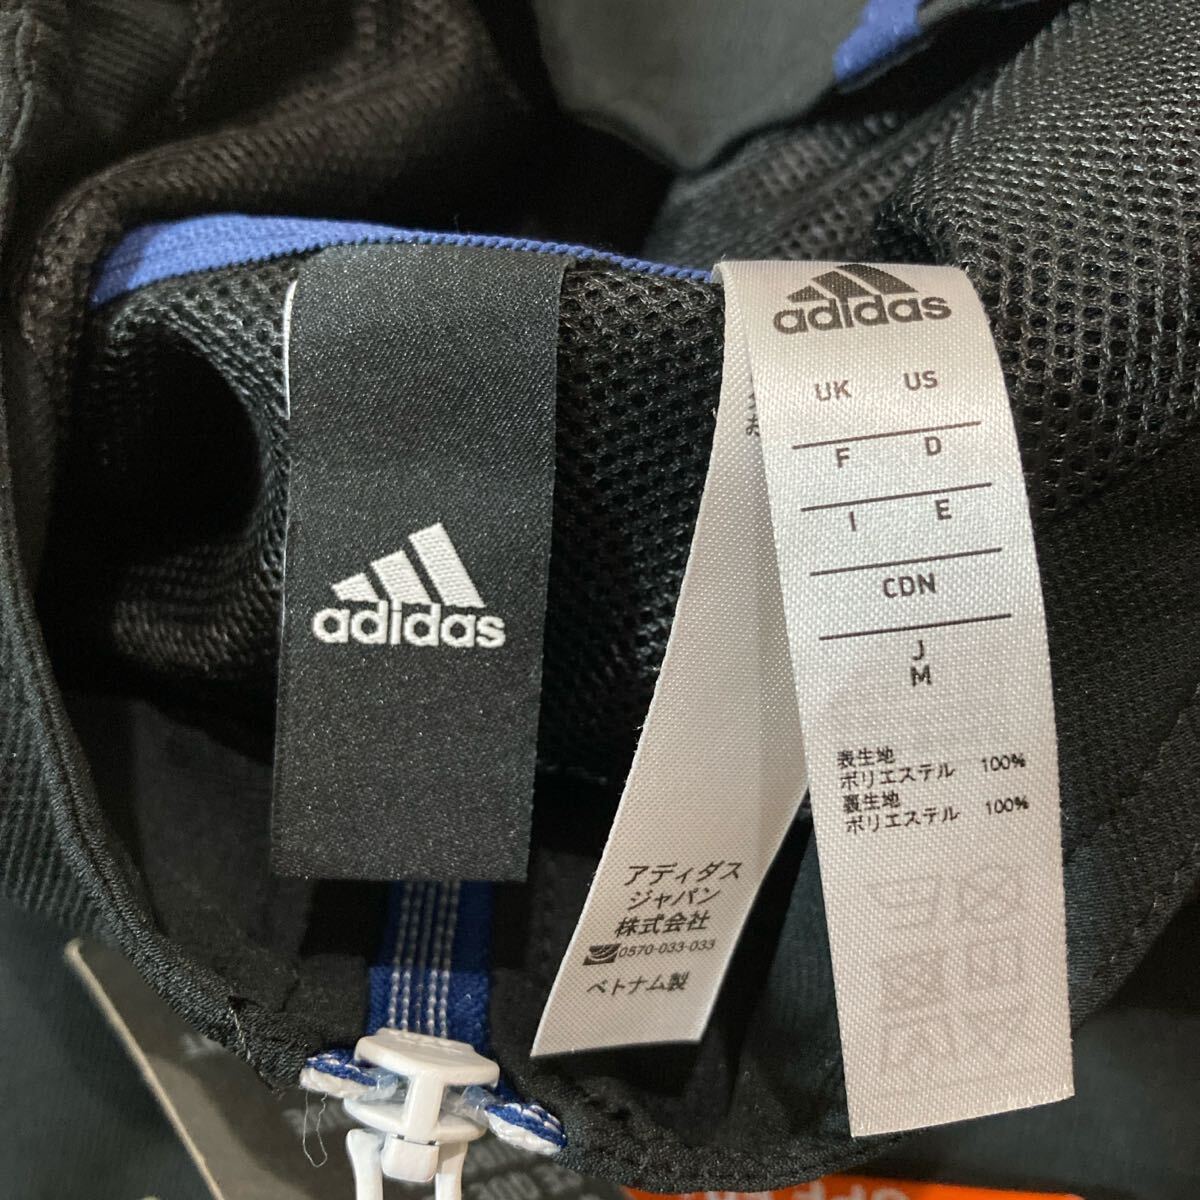 adidas
adidas
UK US
F D
I E
CDN
J
M
表生地
ポリエステル 100%
裏生地
ポリエステル 100%
アディダス
ジャパン
株式会社
0570-033-033
ベトナム製